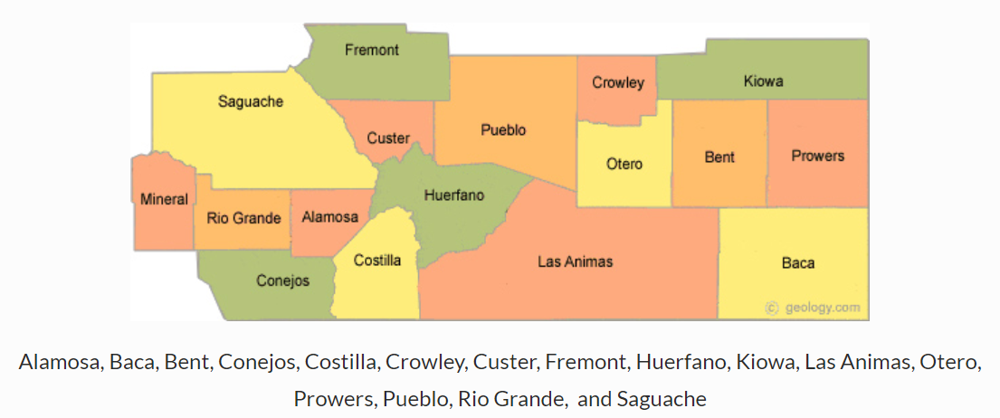 Fremont
Kiowa
Crowley
Saguache
Pueblo
Custer
Otero
Bent
Prowers
Mineral
Huerfano
Rio Grande
Alamosa
Costilla
Las Animas
Baca
Conejos
© geology.com
Alamosa, Baca, Bent, Conejos, Costilla, Crowley, Custer, Fremont, Huerfano, Kiowa, Las Animas, Otero,
Prowers, Pueblo, Rio Grande,  and Saguache